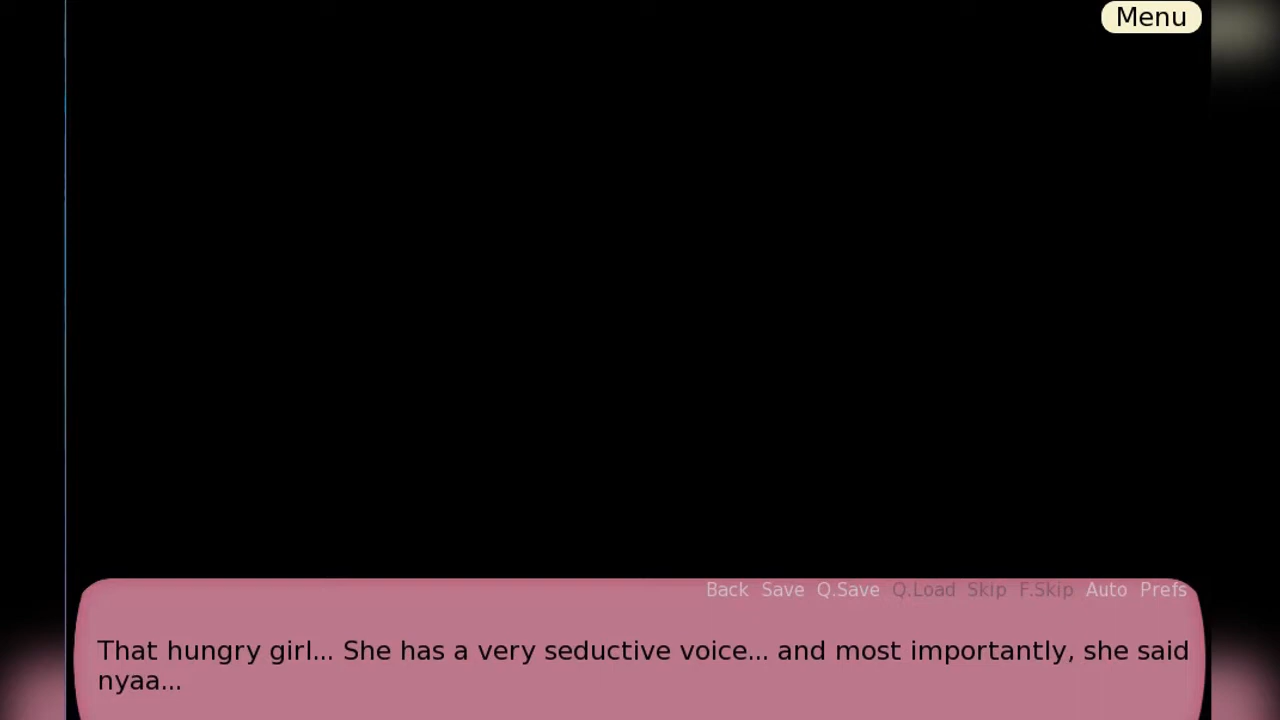 Menu
Back Save Q.Save Q.Load Skip F.Skip Auto Prefs
That hungry girl... She has a very seductive voice... and most importantly, she said
nyaa...